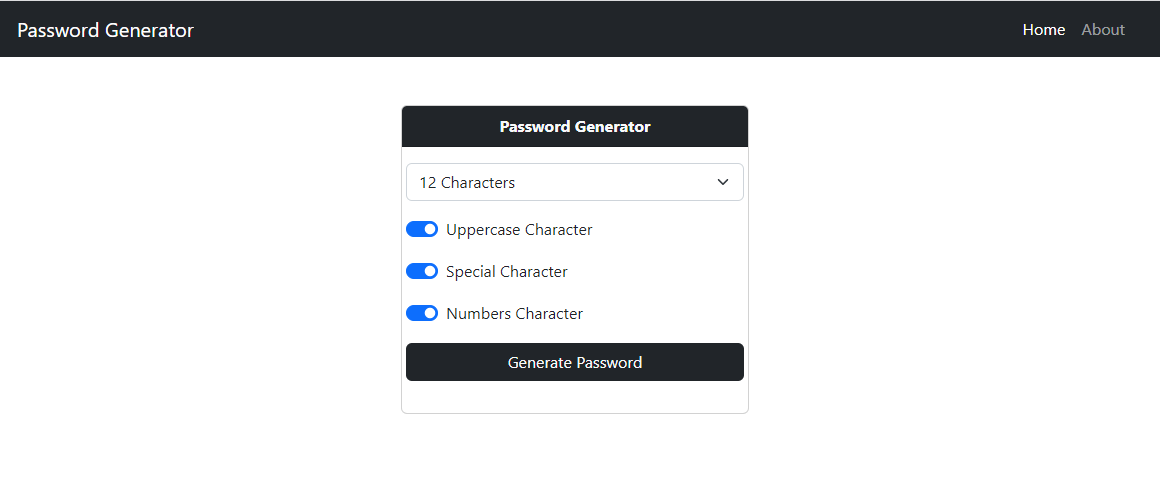 Password Generator
Home About
Password Generator
12 Characters
Uppercase Character
Special Character
Numbers Character
Generate Password